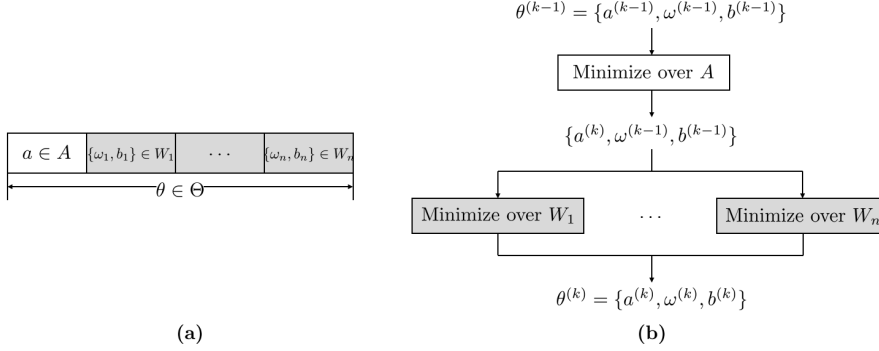 a ∈ A
{ω₁, b₁} ∈ W₁
⋯
{ωₙ, bₙ} ∈ Wₙ
θ ∈ Θ
(a)
θ⁽ᵏ⁻¹⁾ = {a⁽ᵏ⁻¹⁾, ω⁽ᵏ⁻¹⁾, b⁽ᵏ⁻¹⁾}
Minimize over A
{a⁽ᵏ⁾, ω⁽ᵏ⁻¹⁾, b⁽ᵏ⁻¹⁾}
Minimize over W₁
⋯
Minimize over Wₙ
θ⁽ᵏ⁾ = {a⁽ᵏ⁾, ω⁽ᵏ⁾, b⁽ᵏ⁾}
(b)